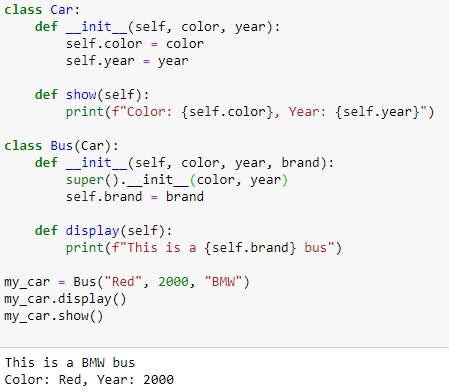 class Car:
    def __init__(self, color, year):
        self.color = color
        self.year = year

    def show(self):
        print(f"Color: {self.color}, Year: {self.year}")

class Bus(Car):
    def __init__(self, color, year, brand):
        super().__init__(color, year)
        self.brand = brand

    def display(self):
        print(f"This is a {self.brand} bus")

my_car = Bus("Red", 2000, "BMW")
my_car.display()
my_car.show()

This is a BMW bus
Color: Red, Year: 2000